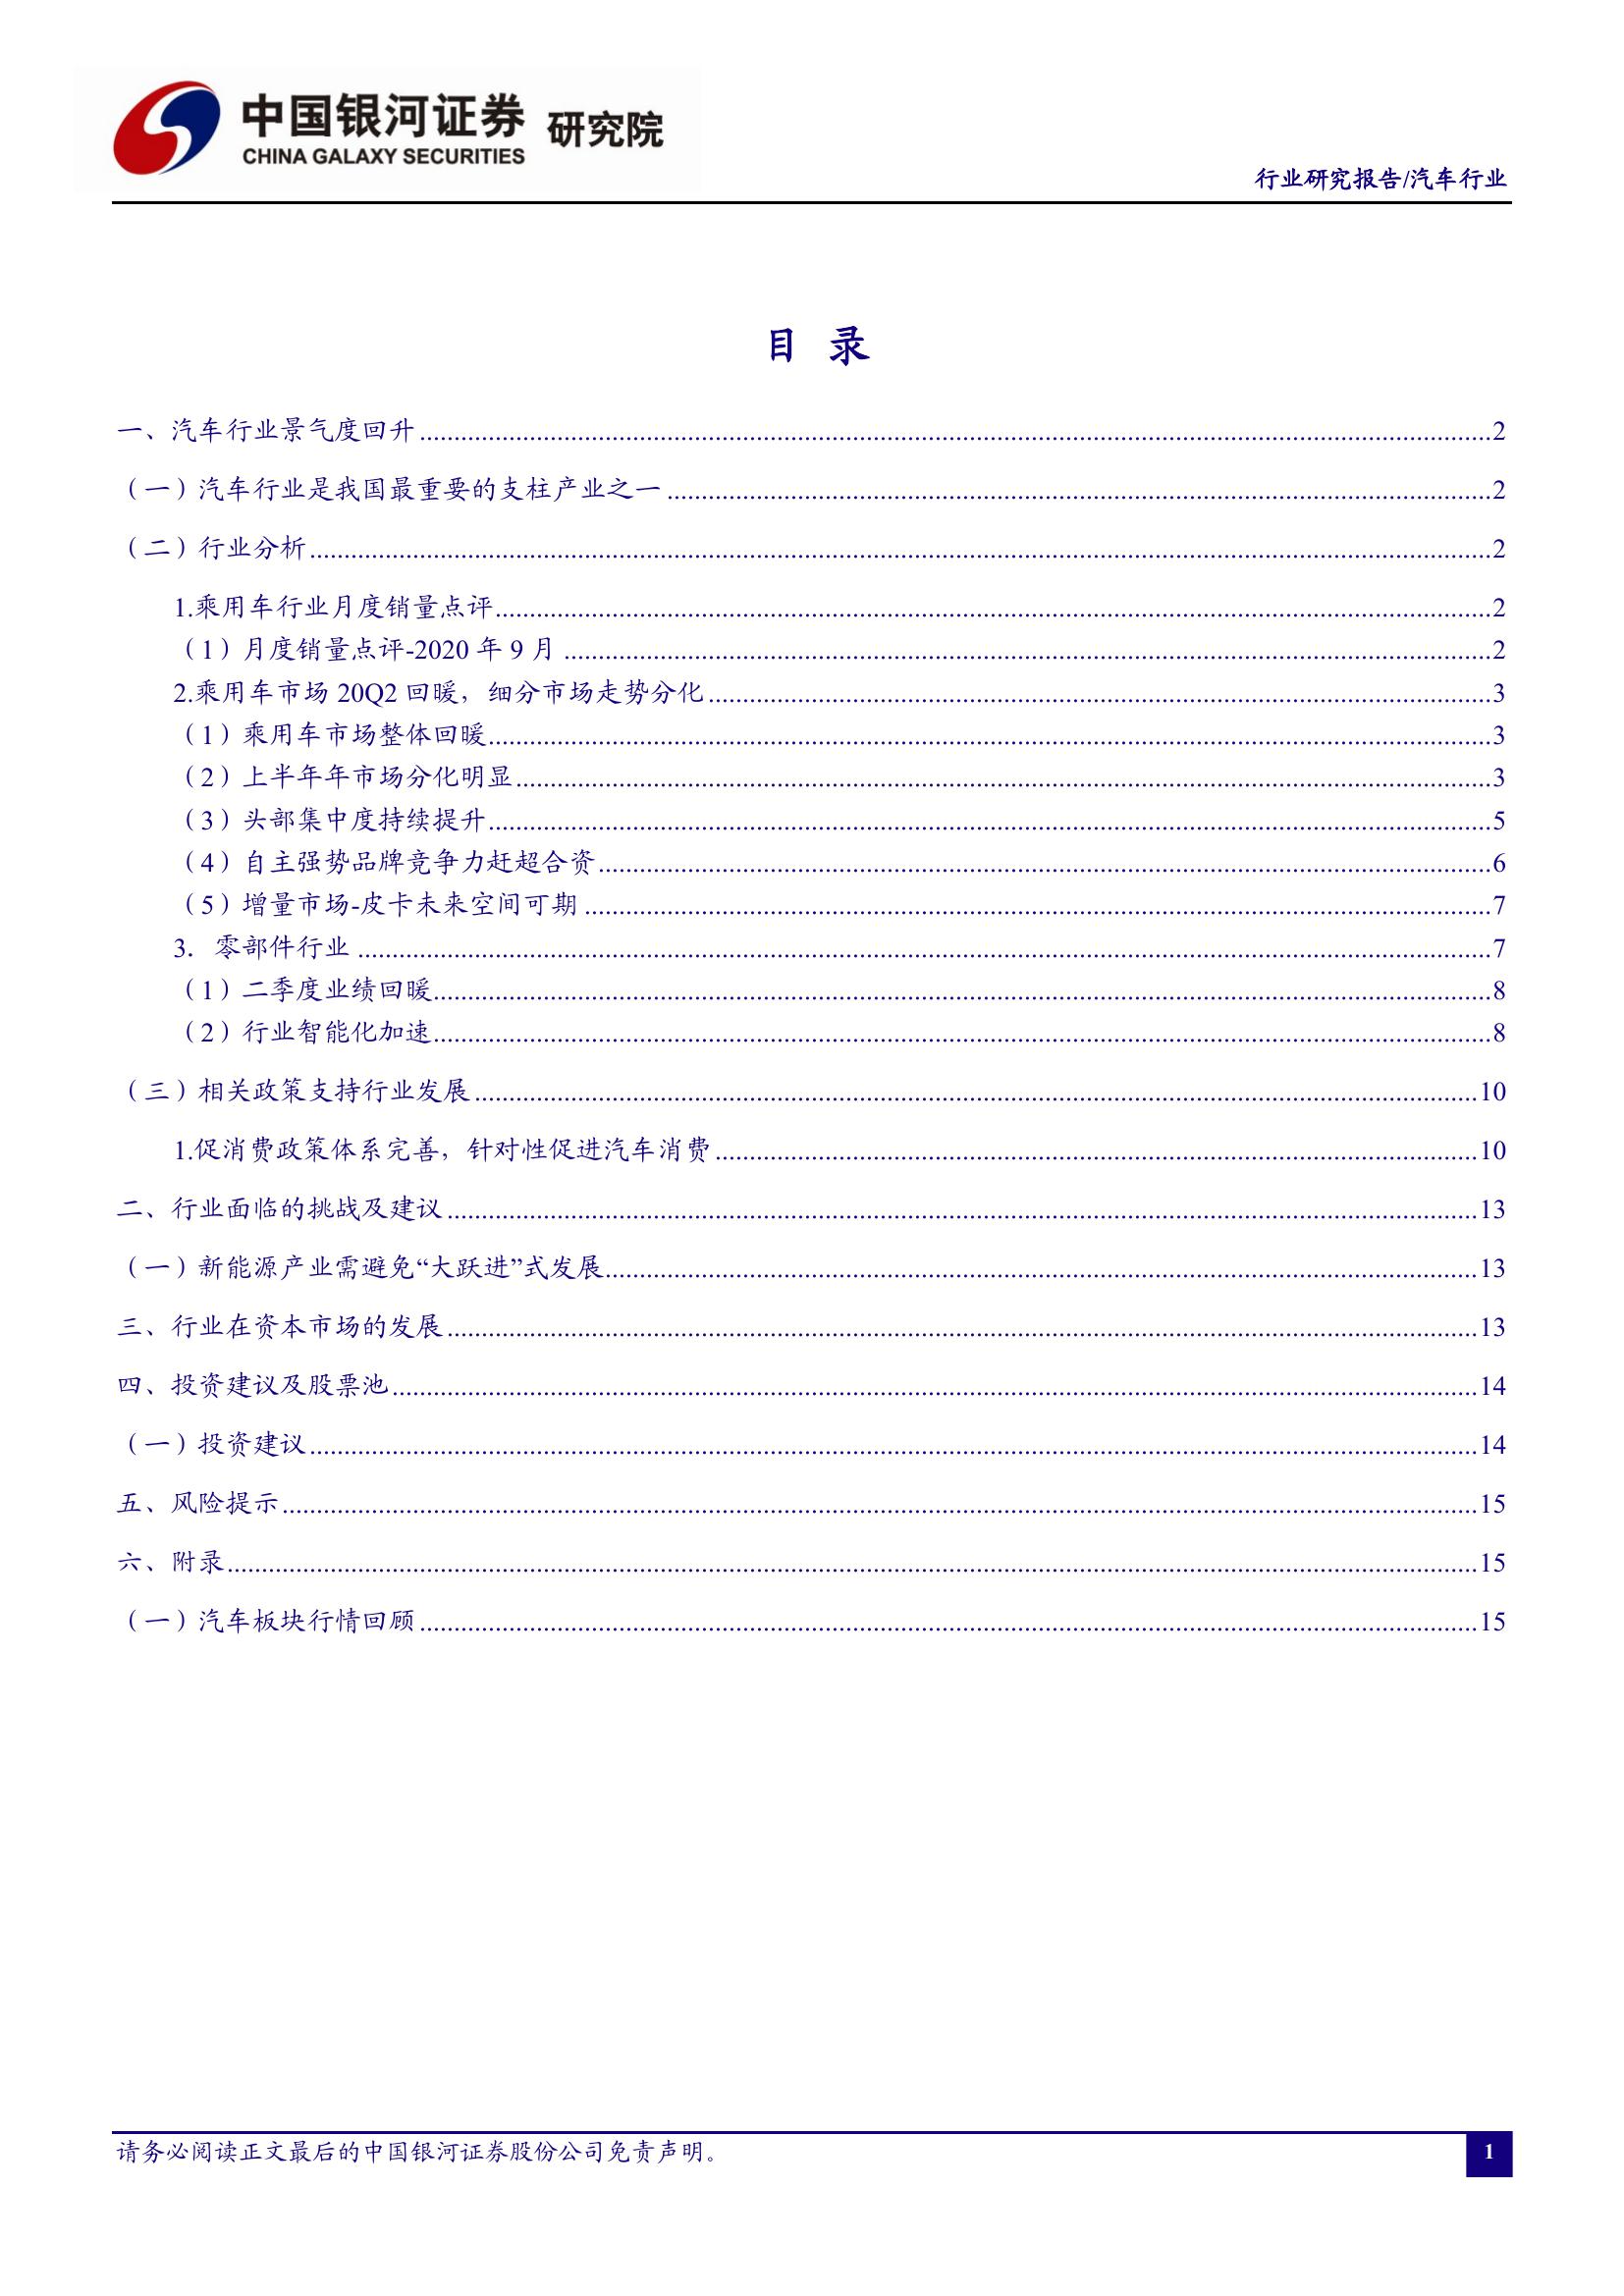 中国银河证券 研究院
CHINA GALAXY SECURITIES
行业研究报告/汽车行业
目 录
一、汽车行业景气度回升 2
（一）汽车行业是我国最重要的支柱产业之一 2
（二）行业分析 2
1.乘用车行业月度销量点评 2
（1）月度销量点评-2020 年 9 月 2
2.乘用车市场 20Q2 回暖，细分市场走势分化 3
（1）乘用车市场整体回暖 3
（2）上半年年市场分化明显 3
（3）头部集中度持续提升 5
（4）自主强势品牌竞争力赶超合资 6
（5）增量市场-皮卡未来空间可期 7
3. 零部件行业 7
（1）二季度业绩回暖 8
（2）行业智能化加速 8
（三）相关政策支持行业发展 10
1.促消费政策体系完善，针对性促进汽车消费 10
二、行业面临的挑战及建议 13
（一）新能源产业需避免“大跃进”式发展 13
三、行业在资本市场的发展 13
四、投资建议及股票池 14
（一）投资建议 14
五、风险提示 15
六、附录 15
（一）汽车板块行情回顾 15
请务必阅读正文最后的中国银河证券股份公司免责声明。
1